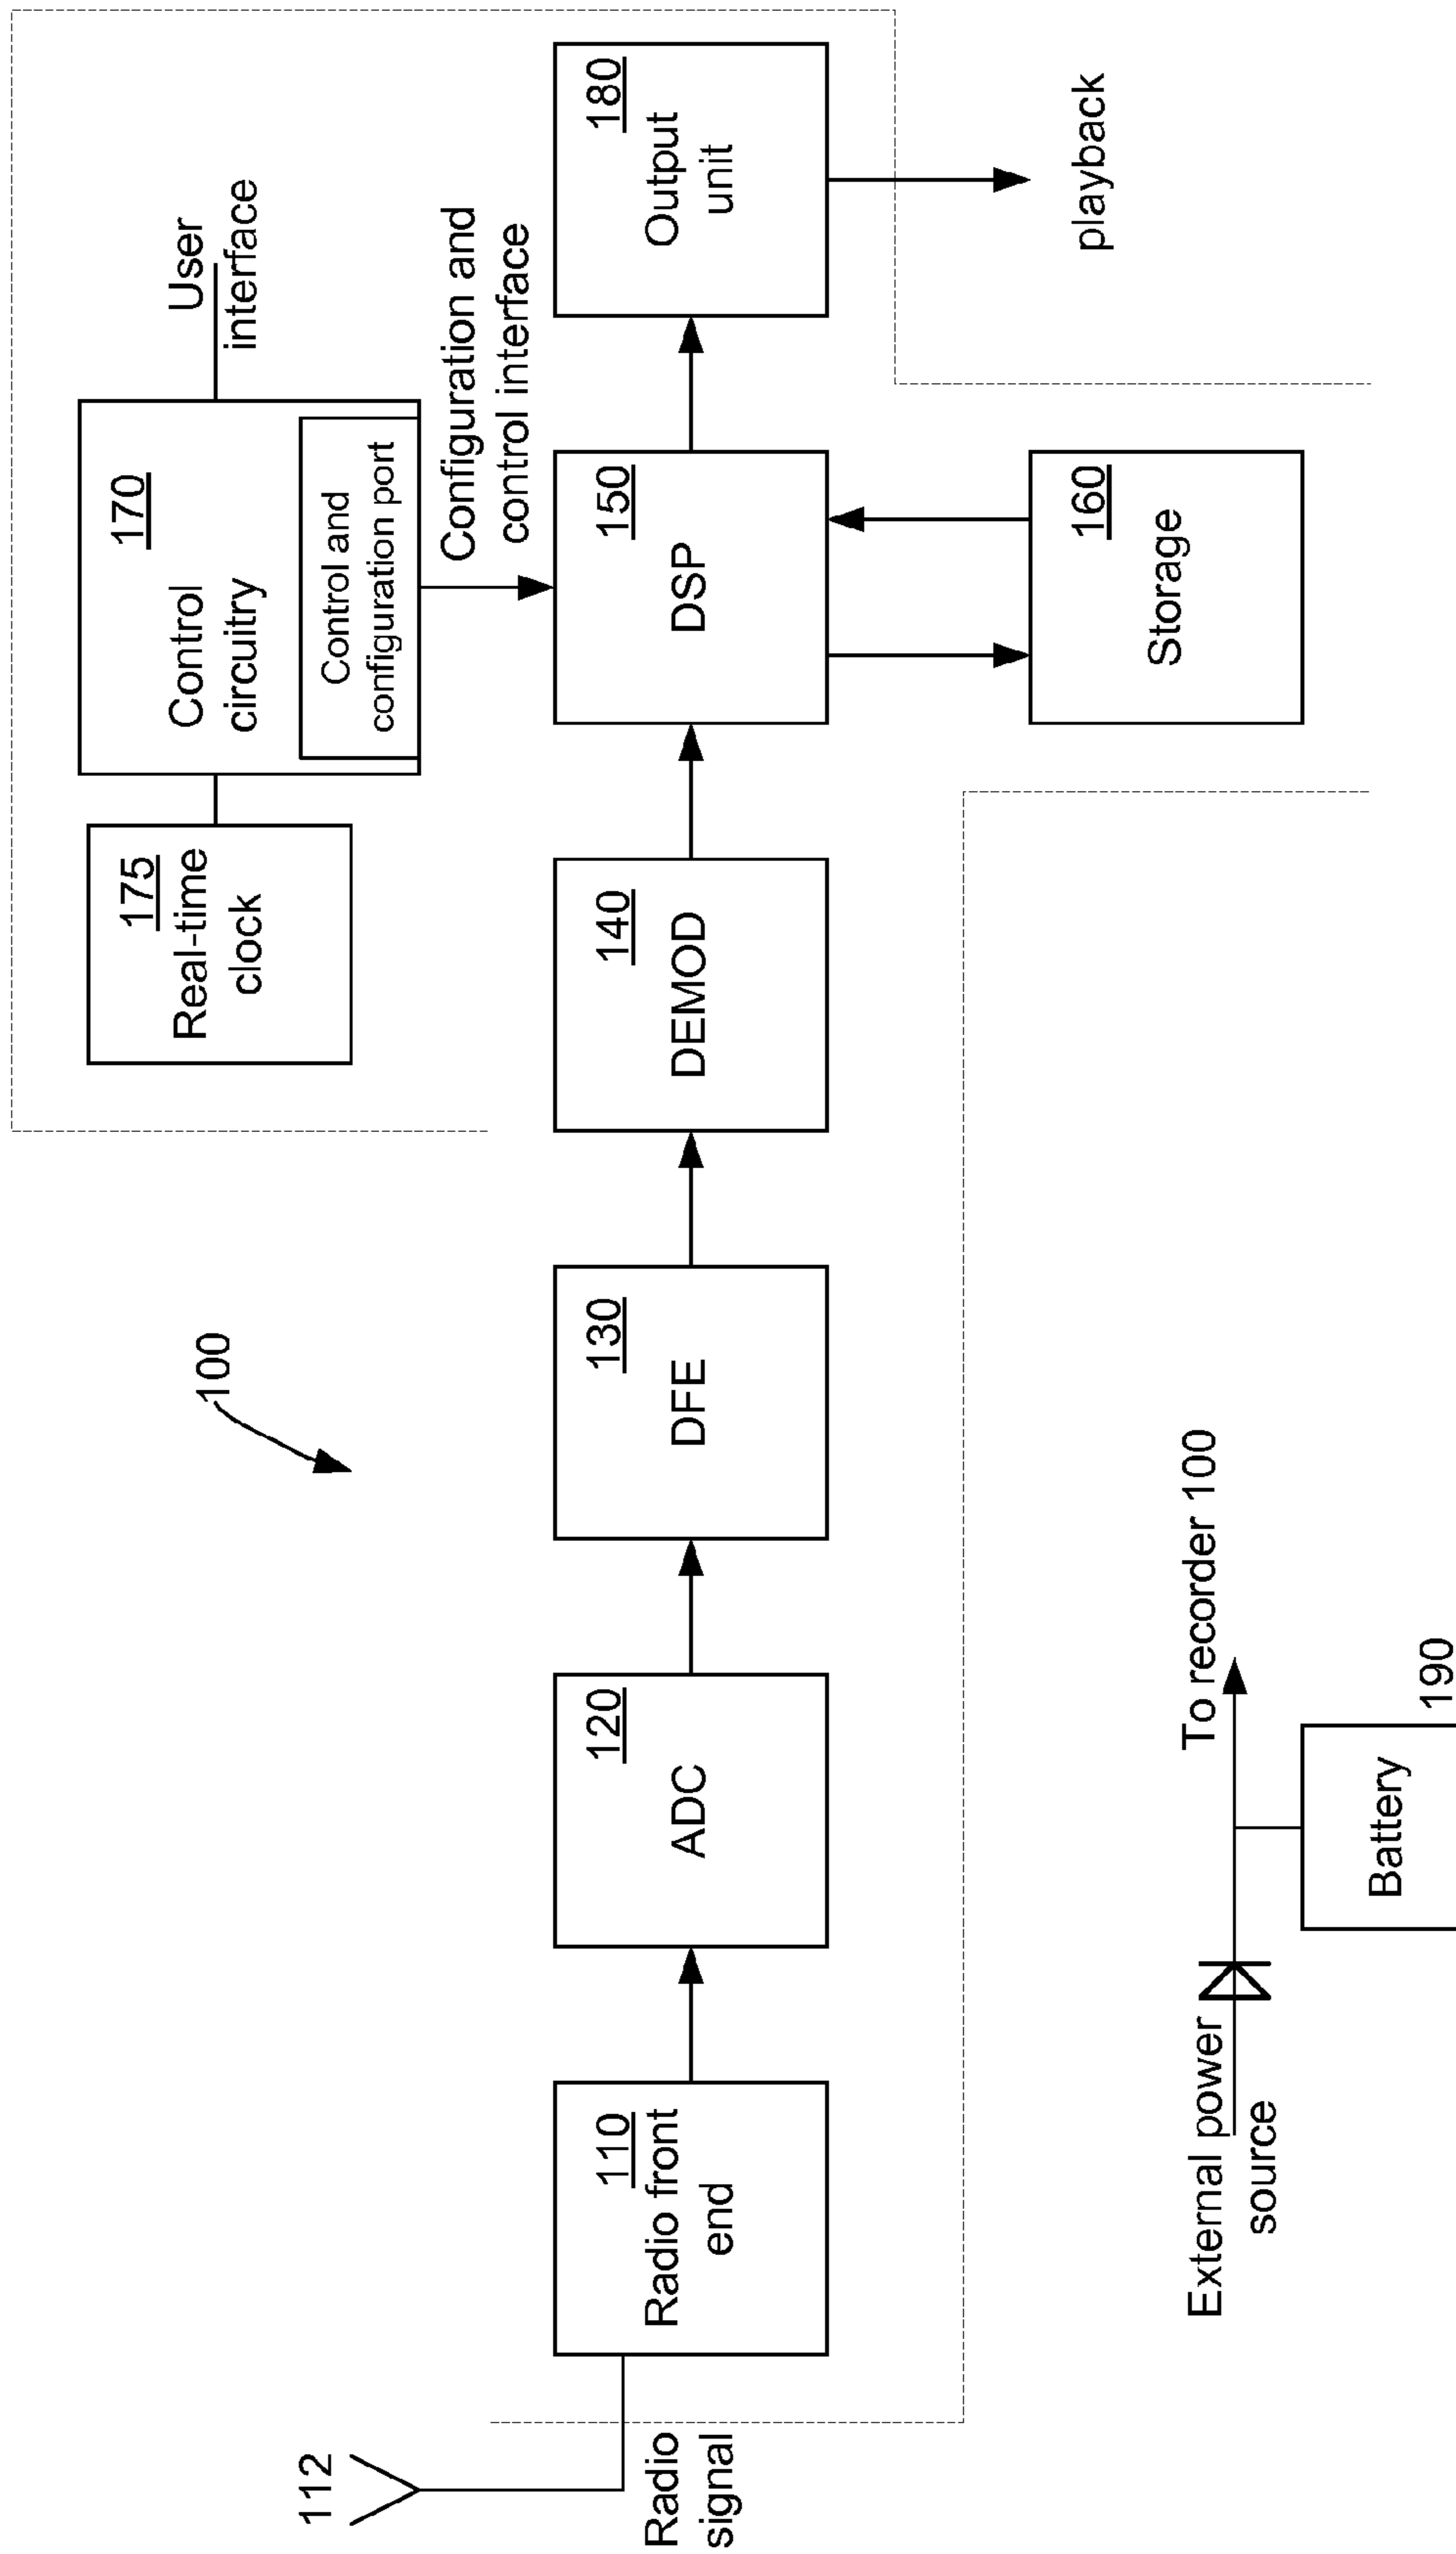 100
175
Real-time
clock
170
Control
circuitry
Control and
configuration port
User
interface
Configuration and
control interface
112
Radio
signal
110
Radio front
end
120
ADC
130
DFE
140
DEMOD
150
DSP
180
Output
unit
160
Storage
playback
External power
source
To recorder 100
Battery
190